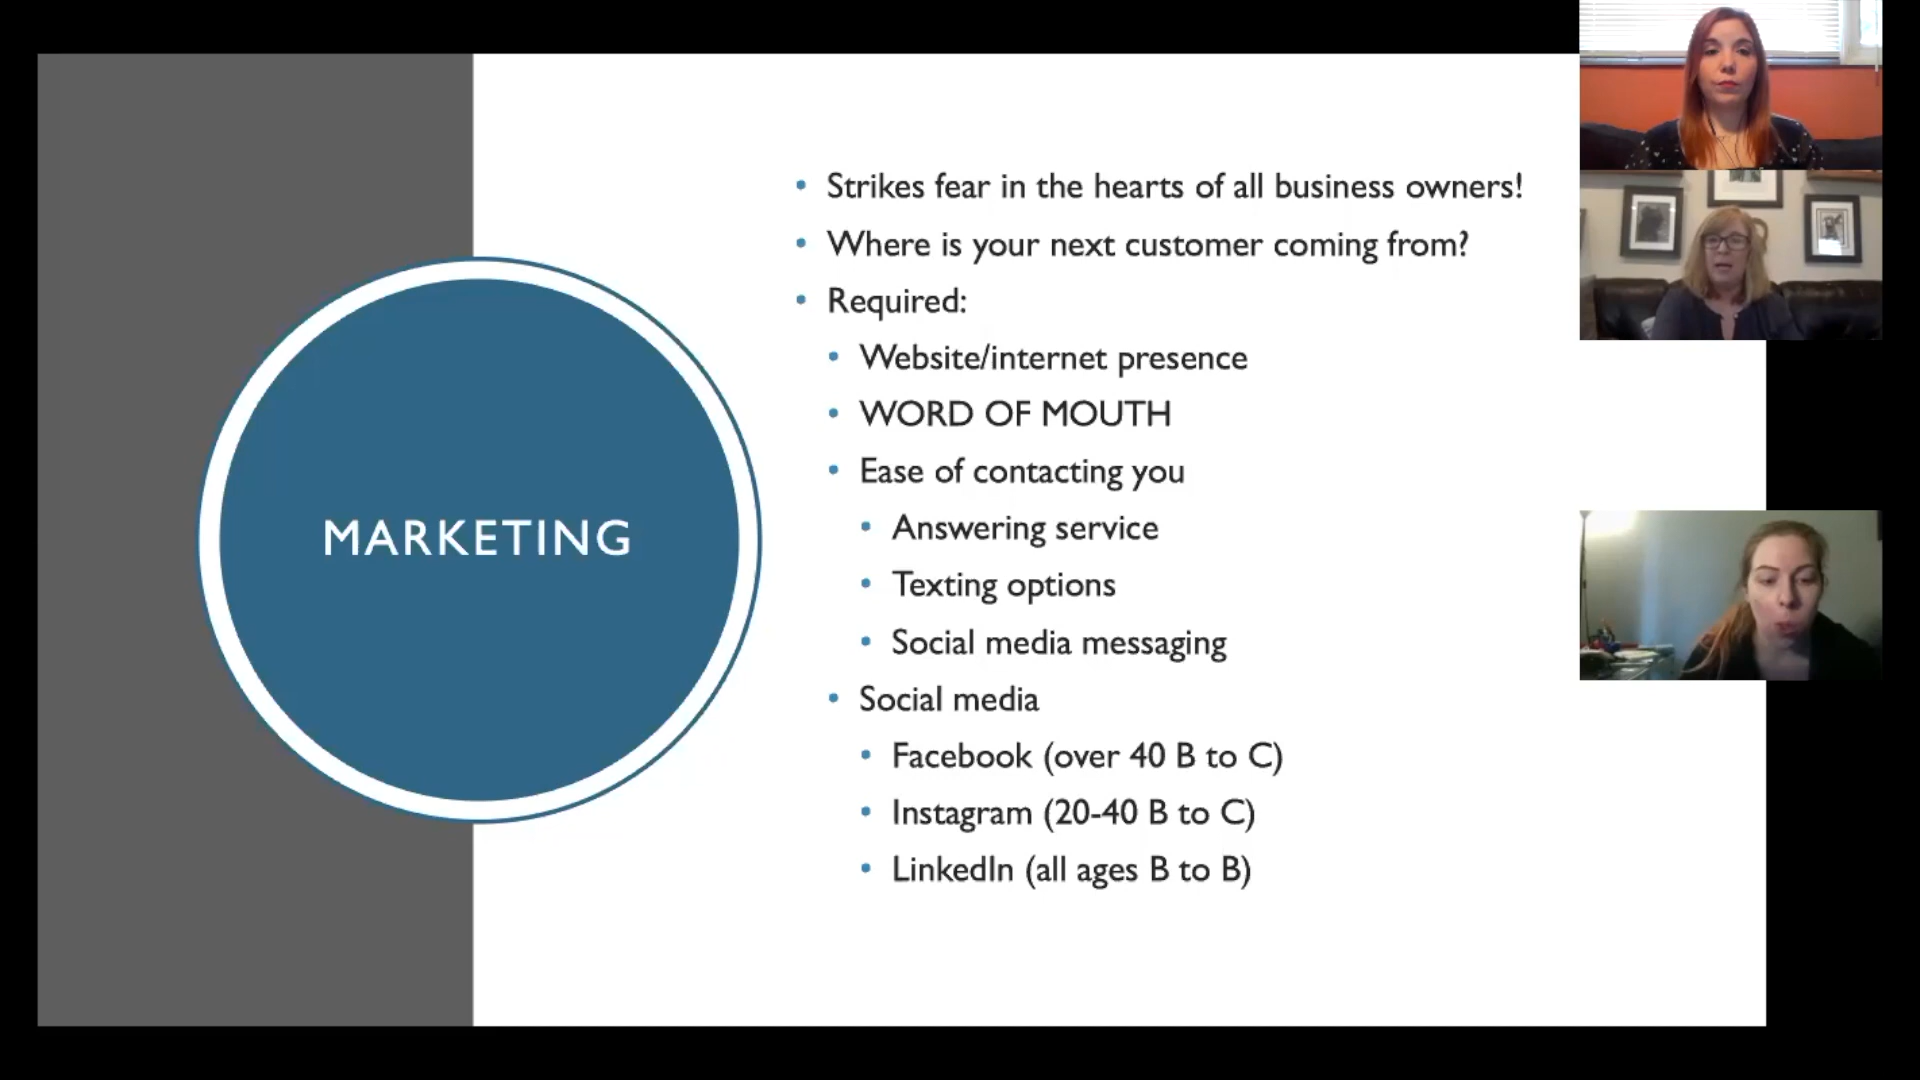 MARKETING
Strikes fear in the hearts of all business owners!
Where is your next customer coming from?
Required:
Website/internet presence
WORD OF MOUTH
Ease of contacting you
Answering service
Texting options
Social media messaging
Social media
Facebook (over 40 B to C)
Instagram (20-40 B to C)
LinkedIn (all ages B to B)